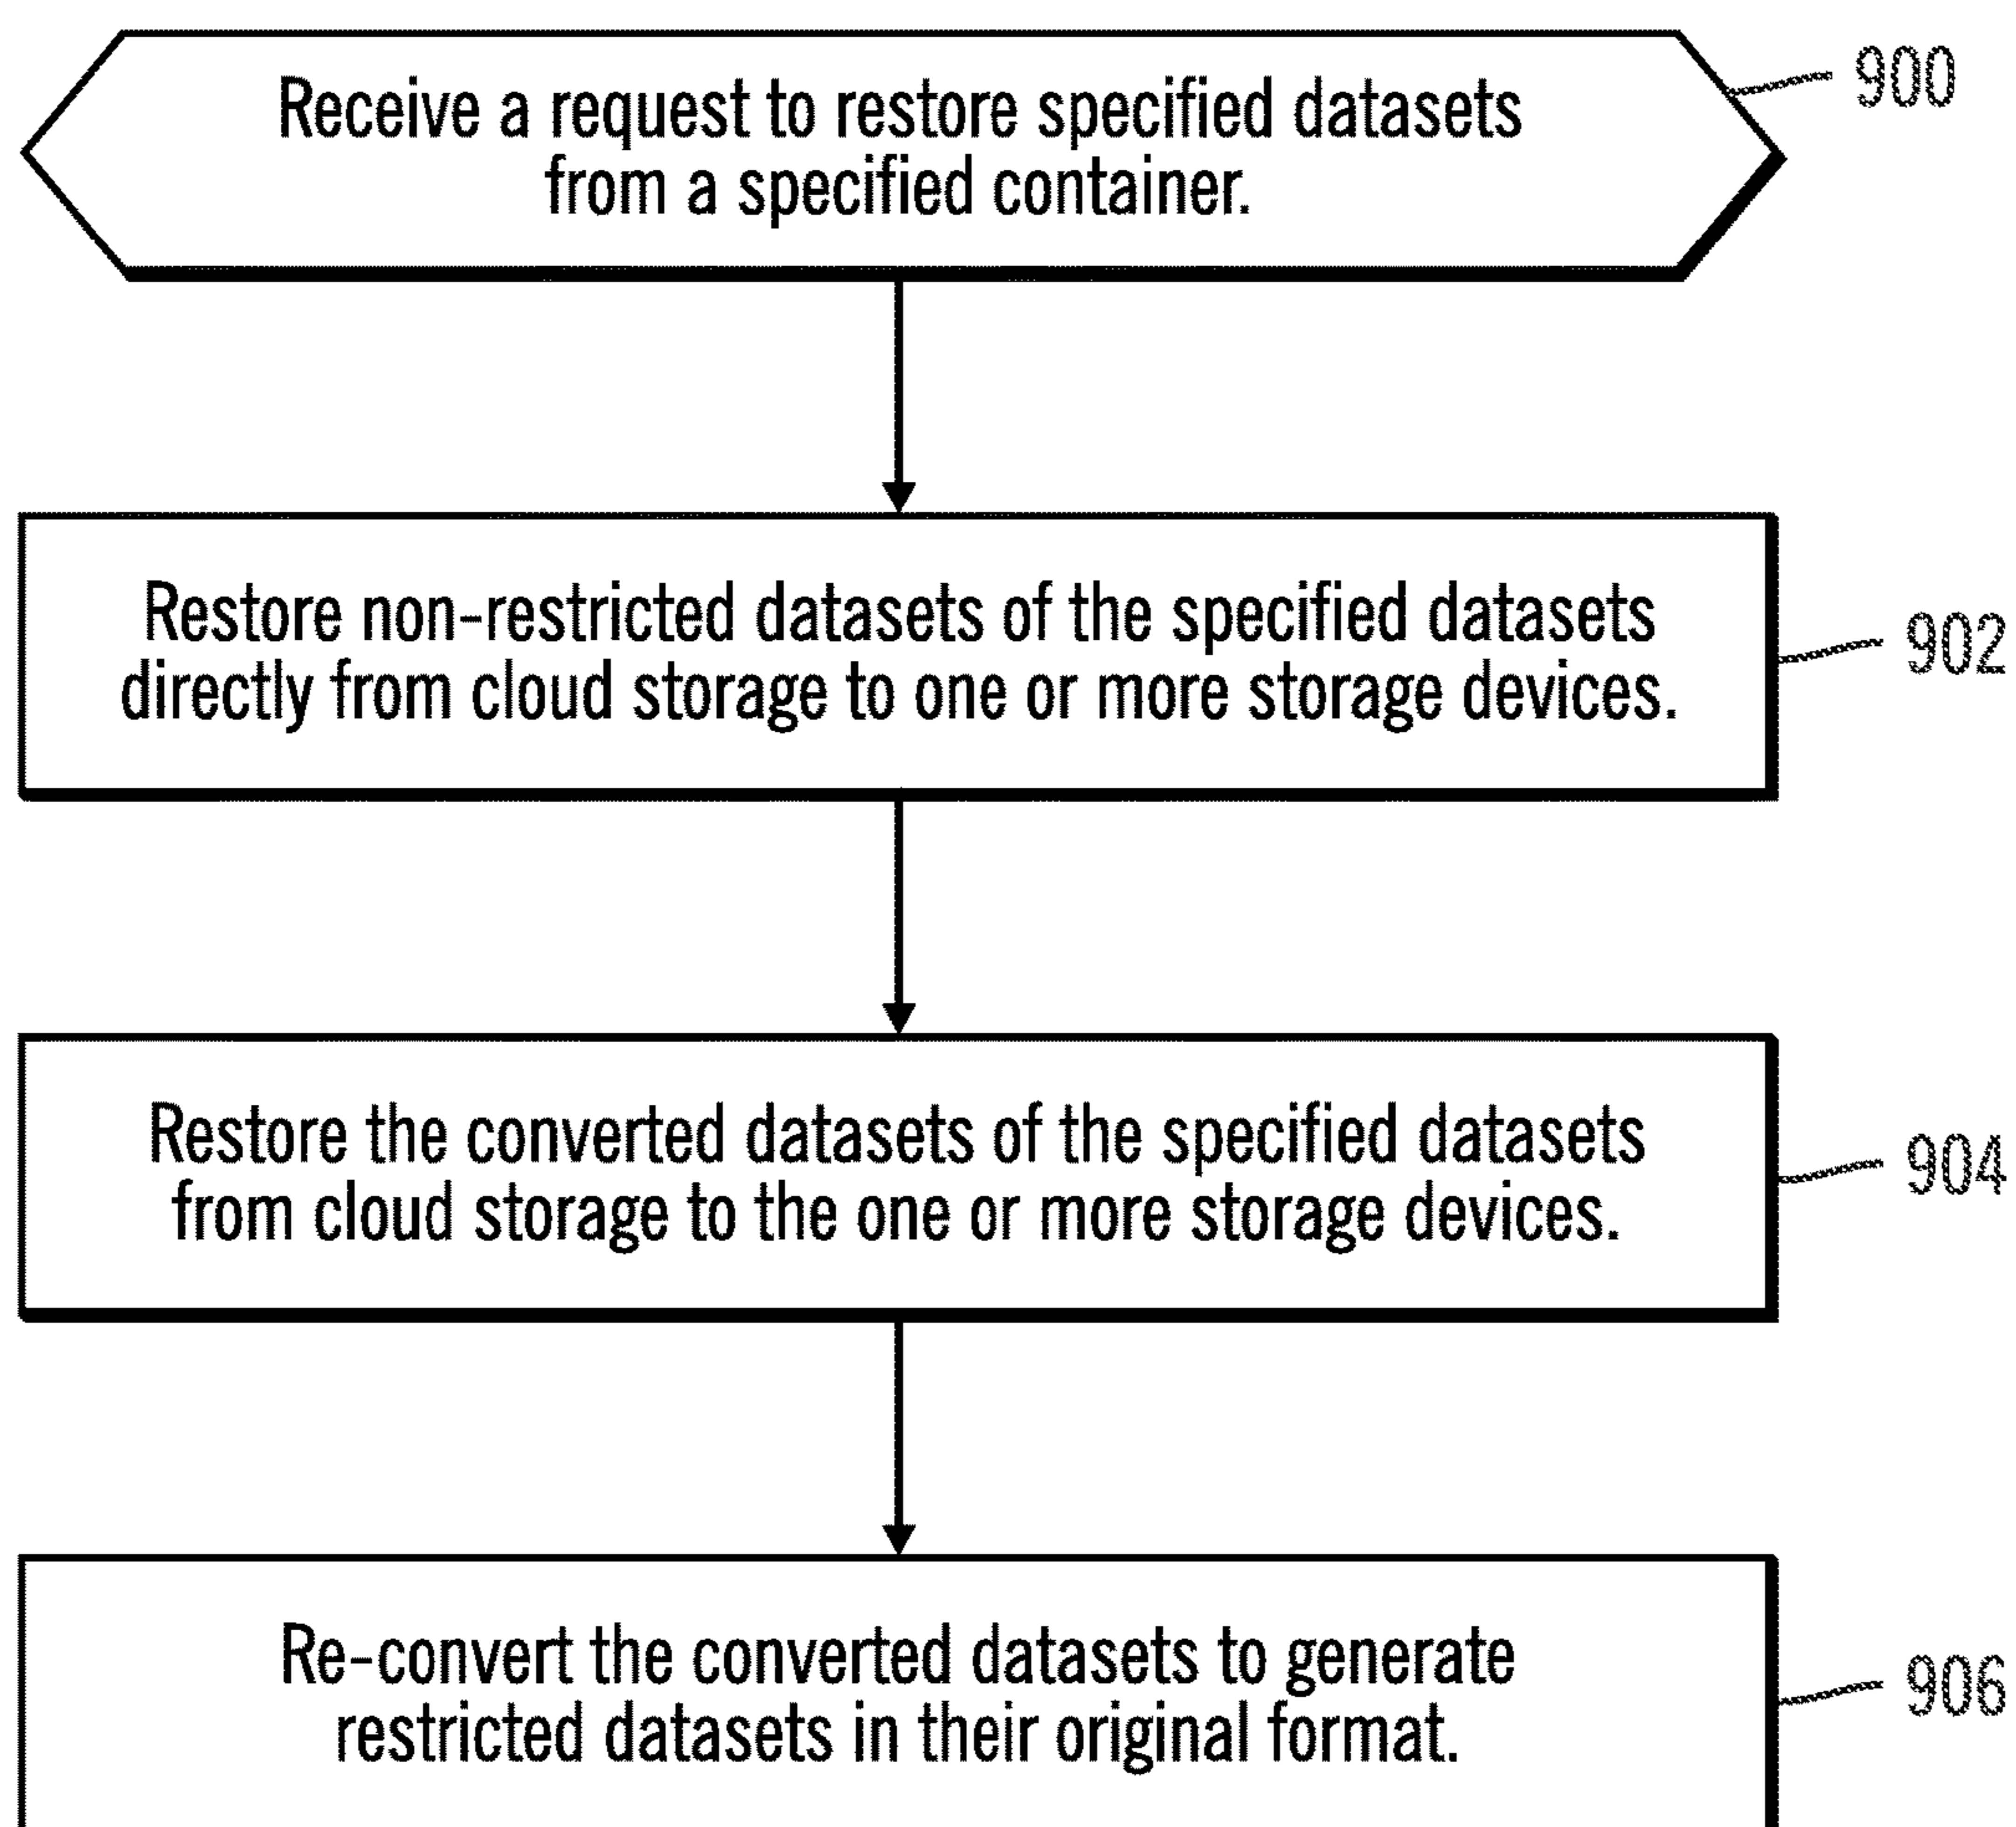 Receive a request to restore specified datasets
from a specified container.
900
Restore non-restricted datasets of the specified datasets
directly from cloud storage to one or more storage devices.
902
Restore the converted datasets of the specified datasets
from cloud storage to the one or more storage devices.
904
Re-convert the converted datasets to generate
restricted datasets in their original format.
906